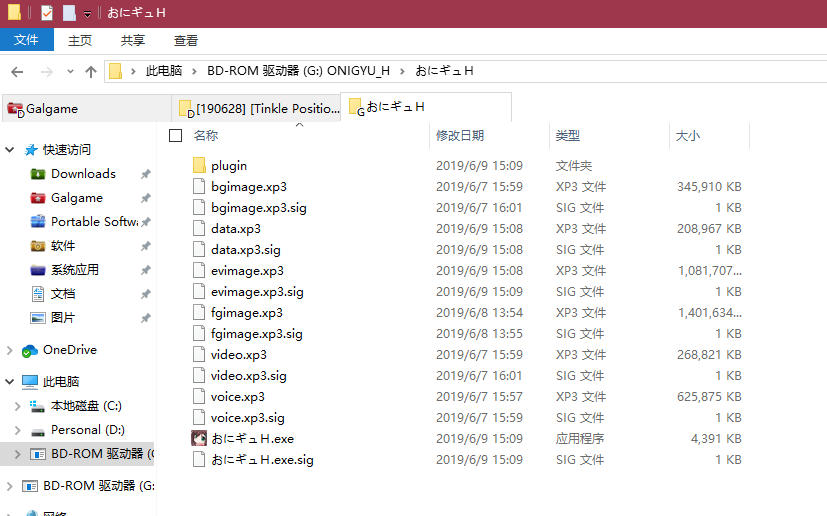 おにギュＨ
文件 主页 共享 查看
此电脑 BD-ROM 驱动器 (G:) ONIGYU_H おにギュＨ
Galgame [190628] [Tinkle Positio... おにギュＨ
名称 修改日期 类型 大小
快速访问
Downloads
Galgame
Portable Softwa
软件
系统应用
文档
图片
OneDrive
此电脑
本地磁盘 (C:)
Personal (D:)
BD-ROM 驱动器 (
BD-ROM 驱动器 (G:
网络
plugin 2019/6/9 15:09 文件夹
bgimage.xp3 2019/6/7 15:59 XP3 文件 345,910 KB
bgimage.xp3.sig 2019/6/7 16:01 SIG 文件 1 KB
data.xp3 2019/6/9 15:08 XP3 文件 208,967 KB
data.xp3.sig 2019/6/9 15:08 SIG 文件 1 KB
evimage.xp3 2019/6/9 15:08 XP3 文件 1,081,707...
evimage.xp3.sig 2019/6/9 15:09 SIG 文件 1 KB
fgimage.xp3 2019/6/8 13:54 XP3 文件 1,401,634...
fgimage.xp3.sig 2019/6/8 13:55 SIG 文件 1 KB
video.xp3 2019/6/7 15:59 XP3 文件 268,821 KB
video.xp3.sig 2019/6/7 16:01 SIG 文件 1 KB
voice.xp3 2019/6/7 15:57 XP3 文件 625,875 KB
voice.xp3.sig 2019/6/7 15:59 SIG 文件 1 KB
おにギュＨ.exe 2019/6/9 15:09 应用程序 4,391 KB
おにギュＨ.exe.sig 2019/6/9 15:09 SIG 文件 1 KB